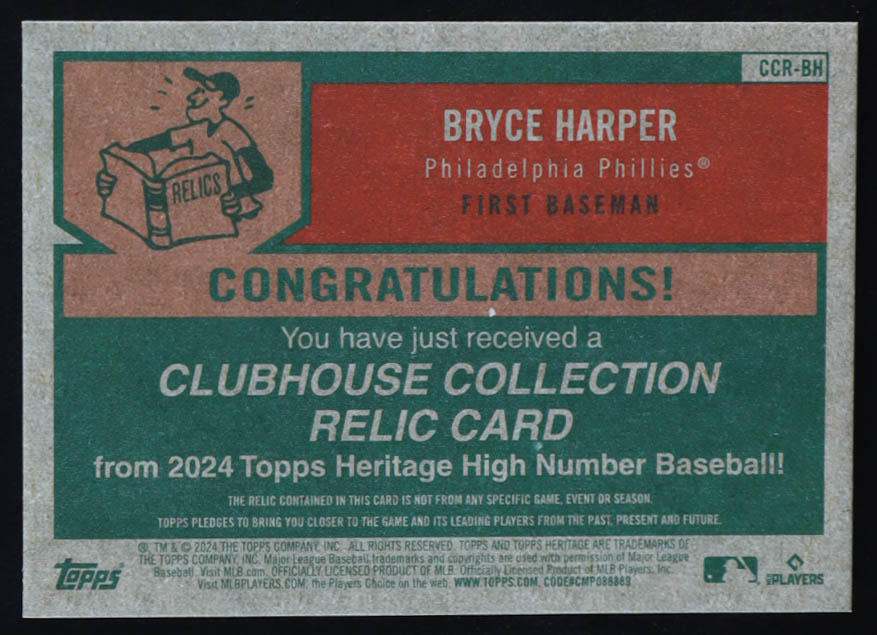 CCR-BH
RELICS
BRYCE HARPER
Philadelphia Phillies®
FIRST BASEMAN
CONGRATULATIONS!
You have just received a
CLUBHOUSE COLLECTION
RELIC CARD
from 2024 Topps Heritage High Number Baseball!
THE RELIC CONTAINED IN THIS CARD IS NOT FROM ANY SPECIFIC GAME, EVENT OR SEASON.
TOPPS PLEDGES TO BRING YOU CLOSER TO THE GAME AND ITS LEADING PLAYERS FROM THE PAST, PRESENT AND FUTURE.
®, TM & © 2024 THE TOPPS COMPANY, INC. ALL RIGHTS RESERVED. TOPPS AND TOPPS HERITAGE ARE TRADEMARKS OF
THE TOPPS COMPANY, INC. Major League Baseball trademarks and copyrights are used with permission of Major League
Baseball. Visit MLB.com. OFFICIALLY LICENSED PRODUCT OF MLB. Officially Licensed Product of MLB Players, Inc.
Visit MLBPLAYERS.COM, the Players Choice on the web. WWW.TOPPS.COM. CODE#CMP088889
topps
MLBPLAYERS